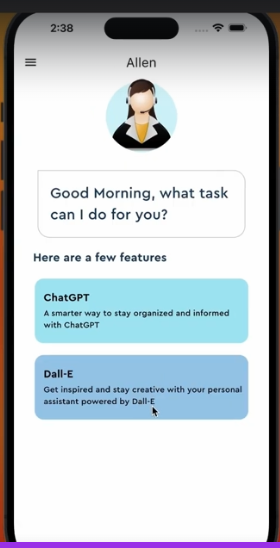 2:38
Allen
Good Morning, what task
can I do for you?
Here are a few features
ChatGPT
A smarter way to stay organized and informed
with ChatGPT
Dall-E
Get inspired and stay creative with your personal
assistant powered by Dall-E